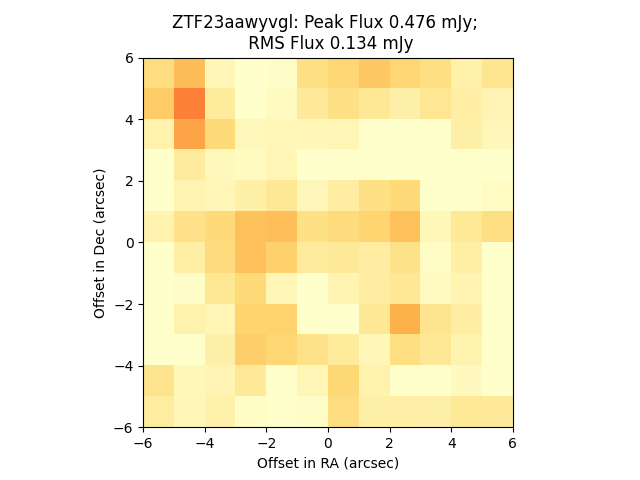 ZTF23aawyvgl: Peak Flux 0.476 mJy;
RMS Flux 0.134 mJy
6
4
2
0
−2
−4
−6
Offset in Dec (arcsec)
−6 −4 −2 0 2 4 6
Offset in RA (arcsec)